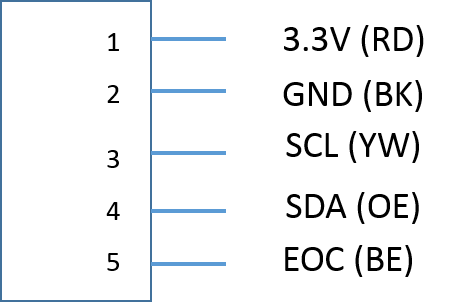 1 3.3V (RD)
2 GND (BK)
3 SCL (YW)
4 SDA (OE)
5 EOC (BE)